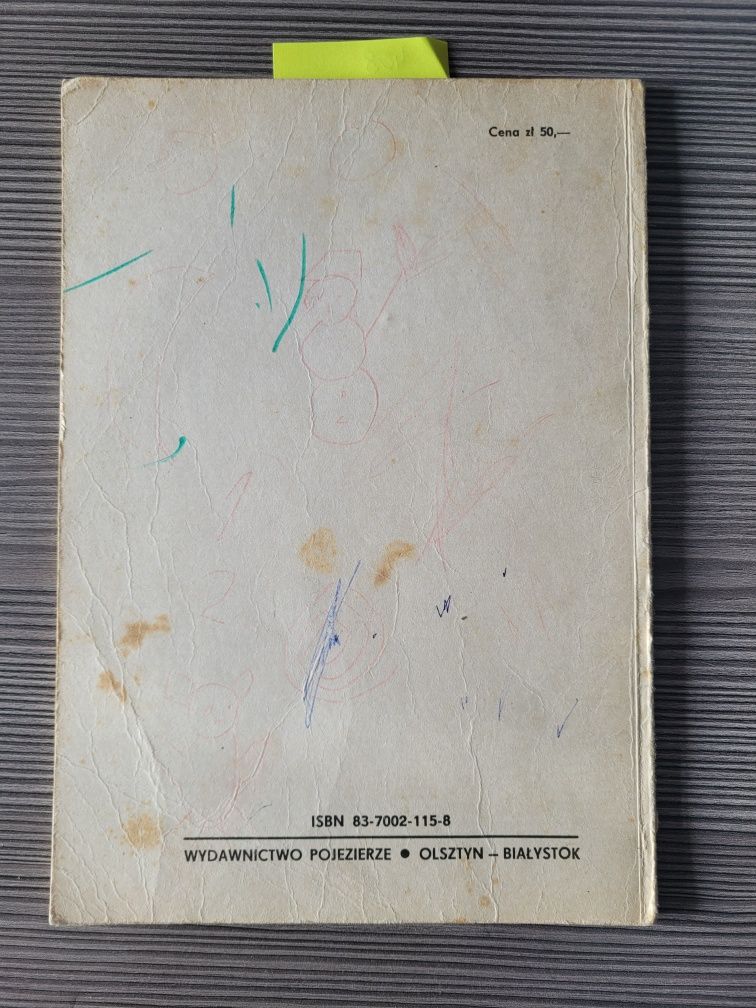 Cena zł 50,—
ISBN 83-7002-115-8
WYDAWNICTWO POJEZIERZE ● OLSZTYN – BIAŁYSTOK